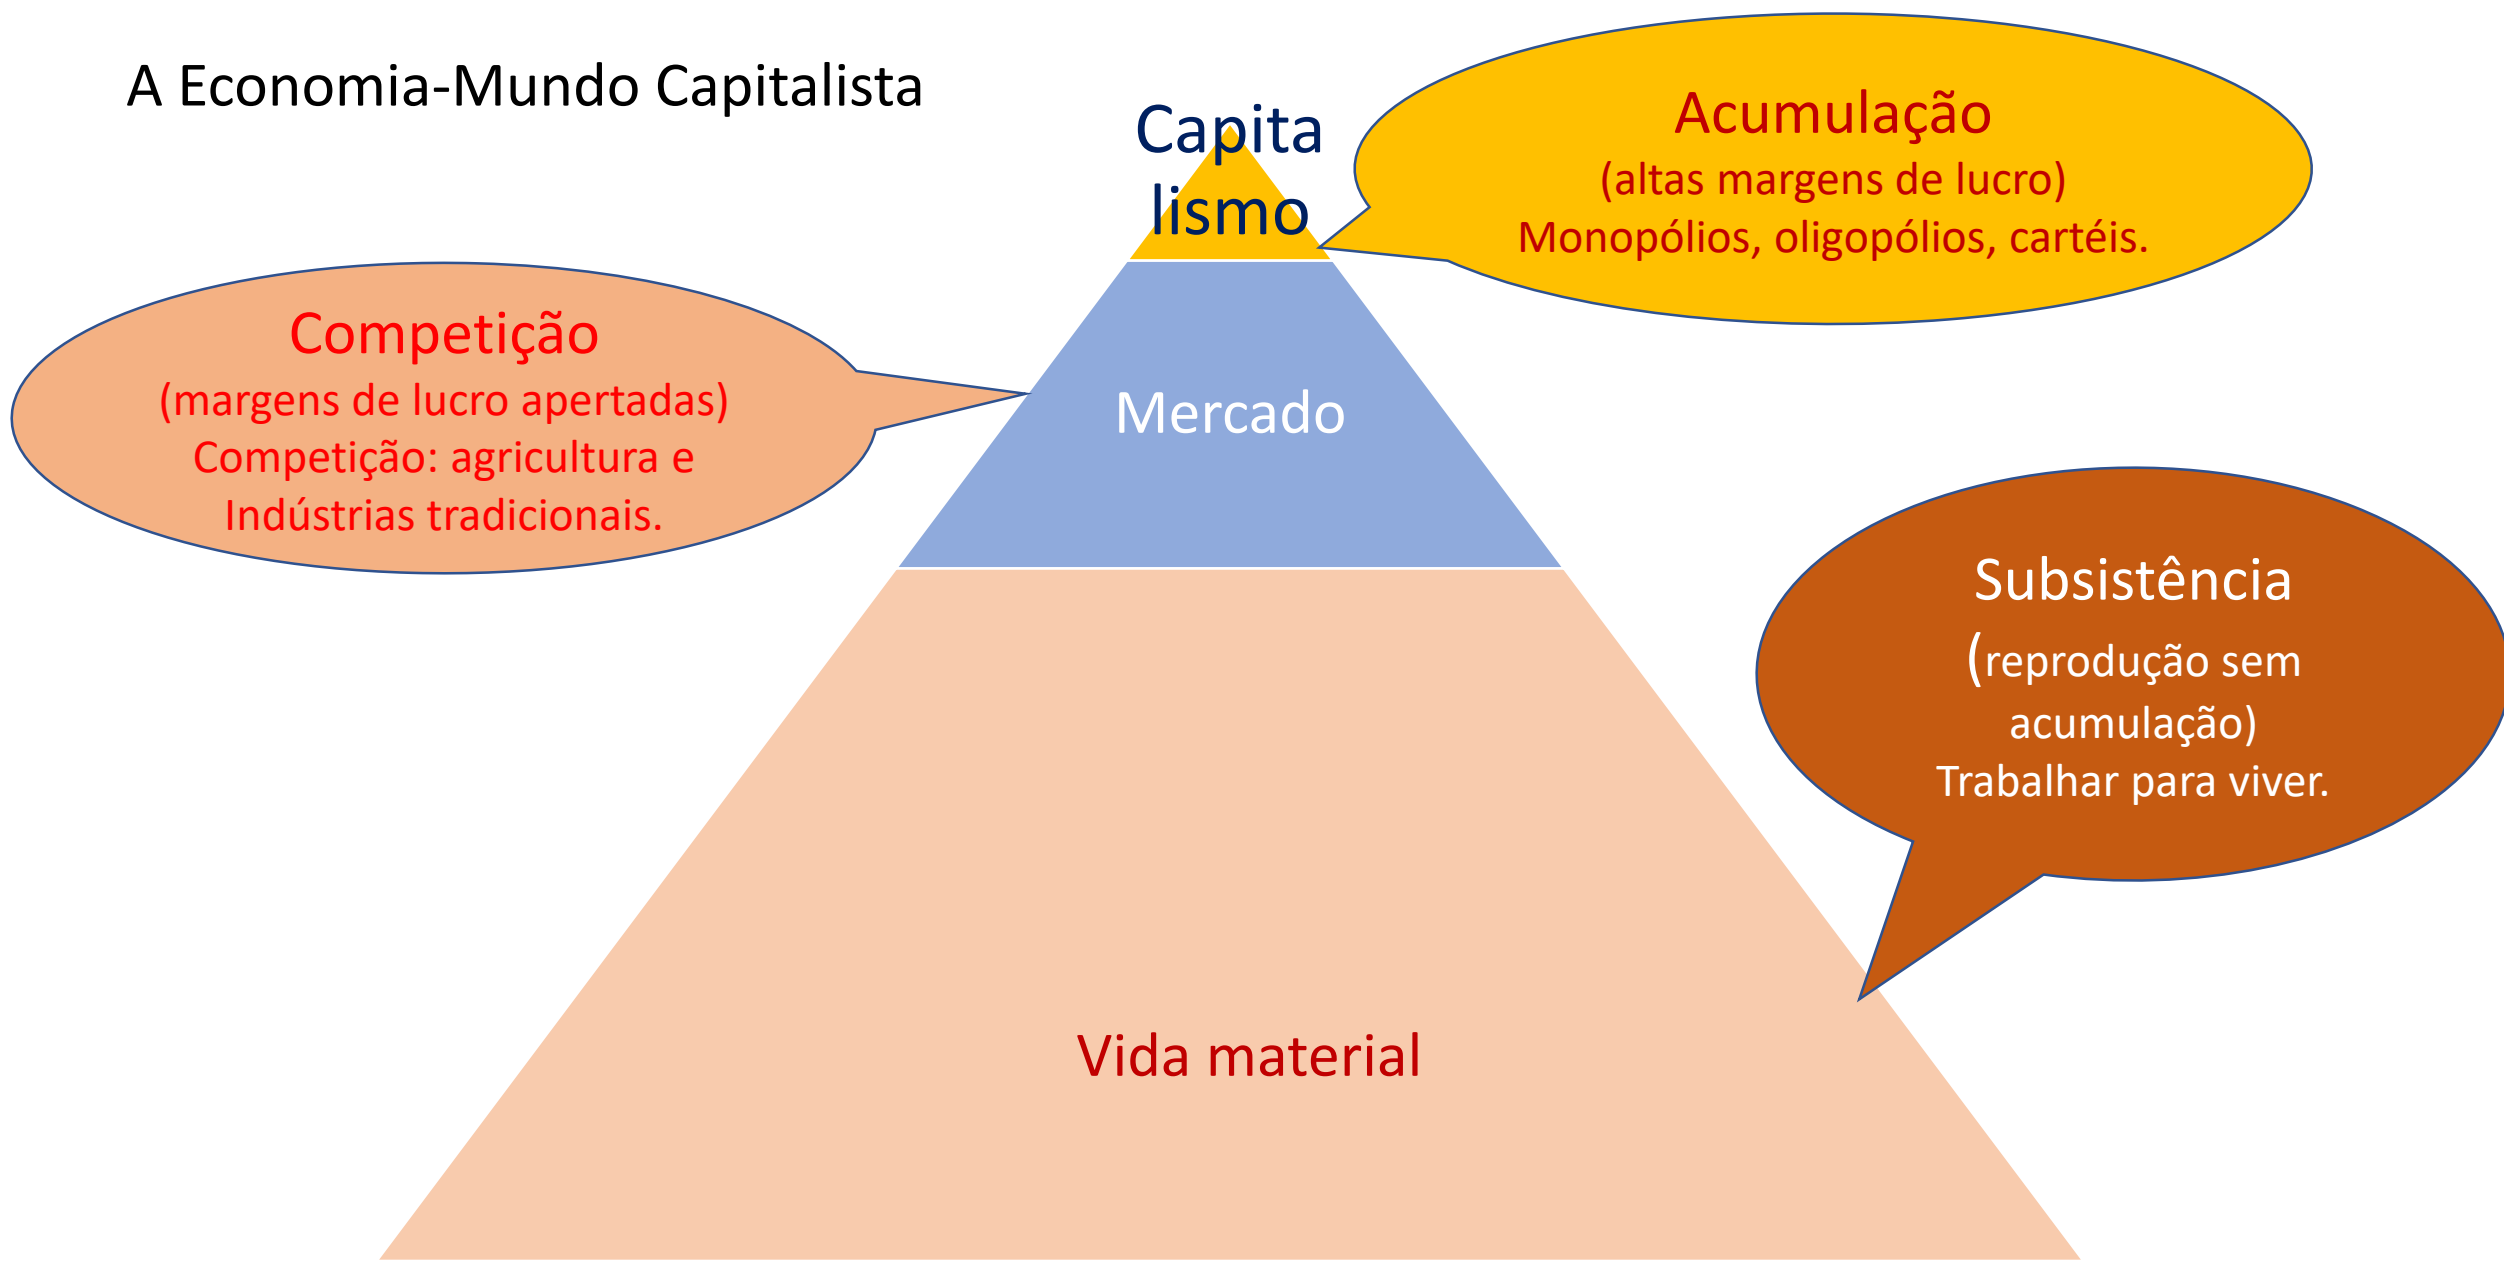 A Economia-Mundo Capitalista
Capita
lismo
Acumulação
(altas margens de lucro)
Monopólios, oligopólios, cartéis.
Competição
(margens de lucro apertadas)
Competição: agricultura e
Indústrias tradicionais.
Mercado
Subsistência
(reprodução sem
acumulação)
Trabalhar para viver.
Vida material